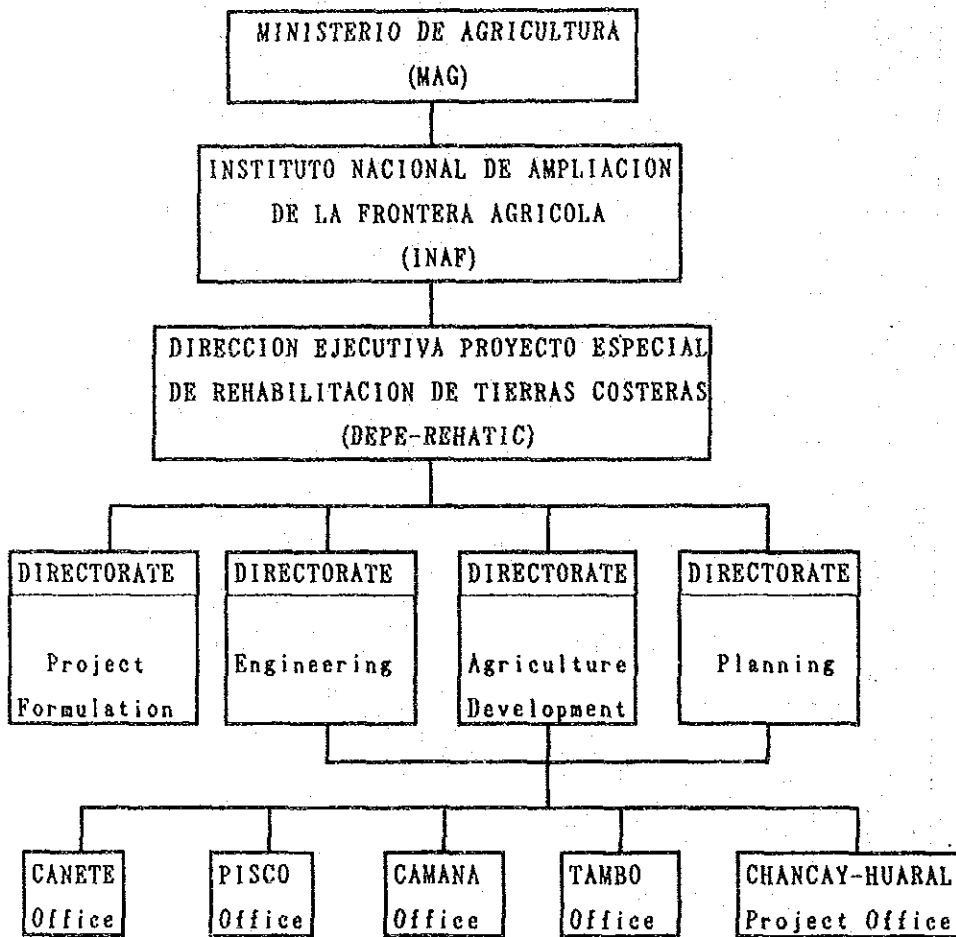 MINISTERIO DE AGRICULTURA
(MAG)
INSTITUTO NACIONAL DE AMPLIACION
DE LA FRONTERA AGRICOLA
(INAF)
DIRECCION EJECUTIVA PROYECTO ESPECIAL
DE REHABILITACION DE TIERRAS COSTERAS
(DEPE-REHATIC)
DIRECTORATE
Project
Formulation
DIRECTORATE
Engineering
DIRECTORATE
Agriculture
Development
DIRECTORATE
Planning
CANETE
Office
PISCO
Office
CAMANA
Office
TAMBO
Office
CHANCAY-HUARAL
Project Office